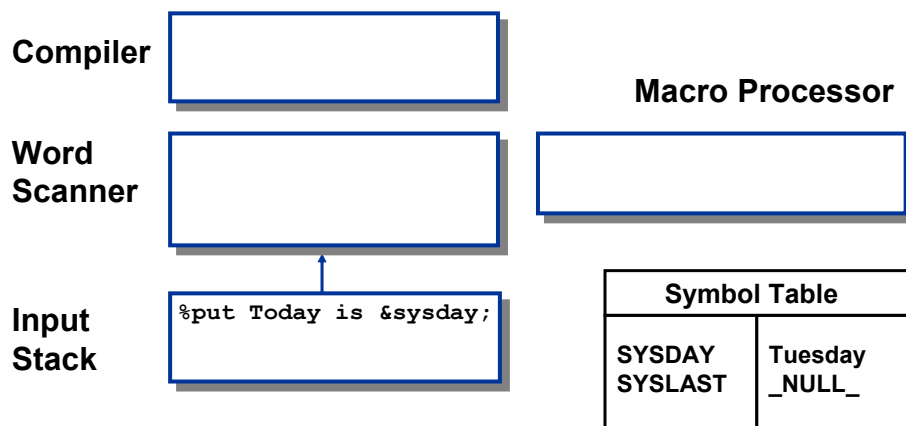 Compiler
Macro Processor
Word
Scanner
Input
Stack
%put Today is &sysday;
Symbol Table
SYSDAY Tuesday
SYSLAST _NULL_